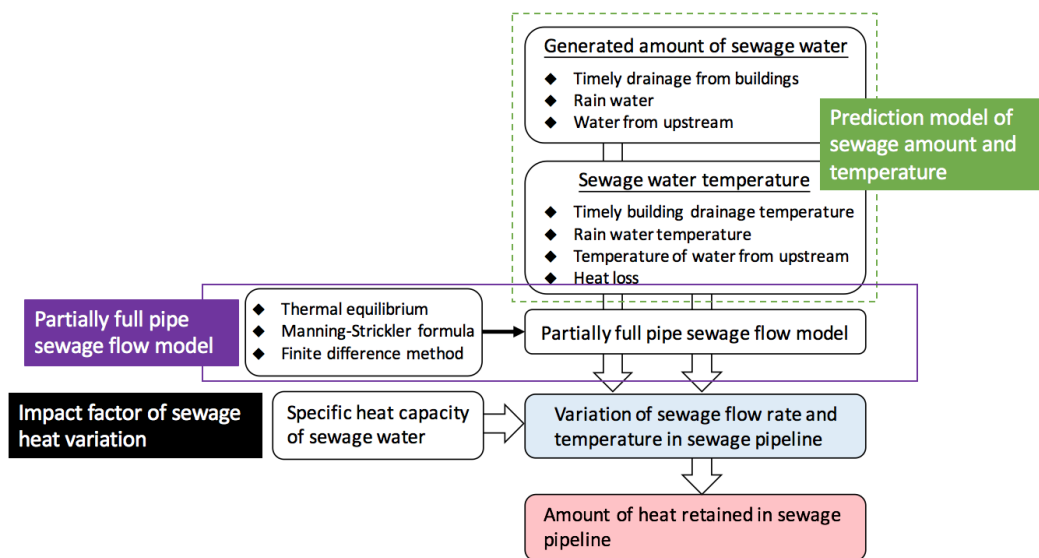 Generated amount of sewage water
◆ Timely drainage from buildings
◆ Rain water
◆ Water from upstream
Prediction model of
sewage amount and
temperature
Sewage water temperature
◆ Timely building drainage temperature
◆ Rain water temperature
◆ Temperature of water from upstream
◆ Heat loss
Partially full pipe
sewage flow model
◆ Thermal equilibrium
◆ Manning-Strickler formula
◆ Finite difference method
Partially full pipe sewage flow model
Impact factor of sewage
heat variation
Specific heat capacity
of sewage water
Variation of sewage flow rate and
temperature in sewage pipeline
Amount of heat retained in sewage
pipeline